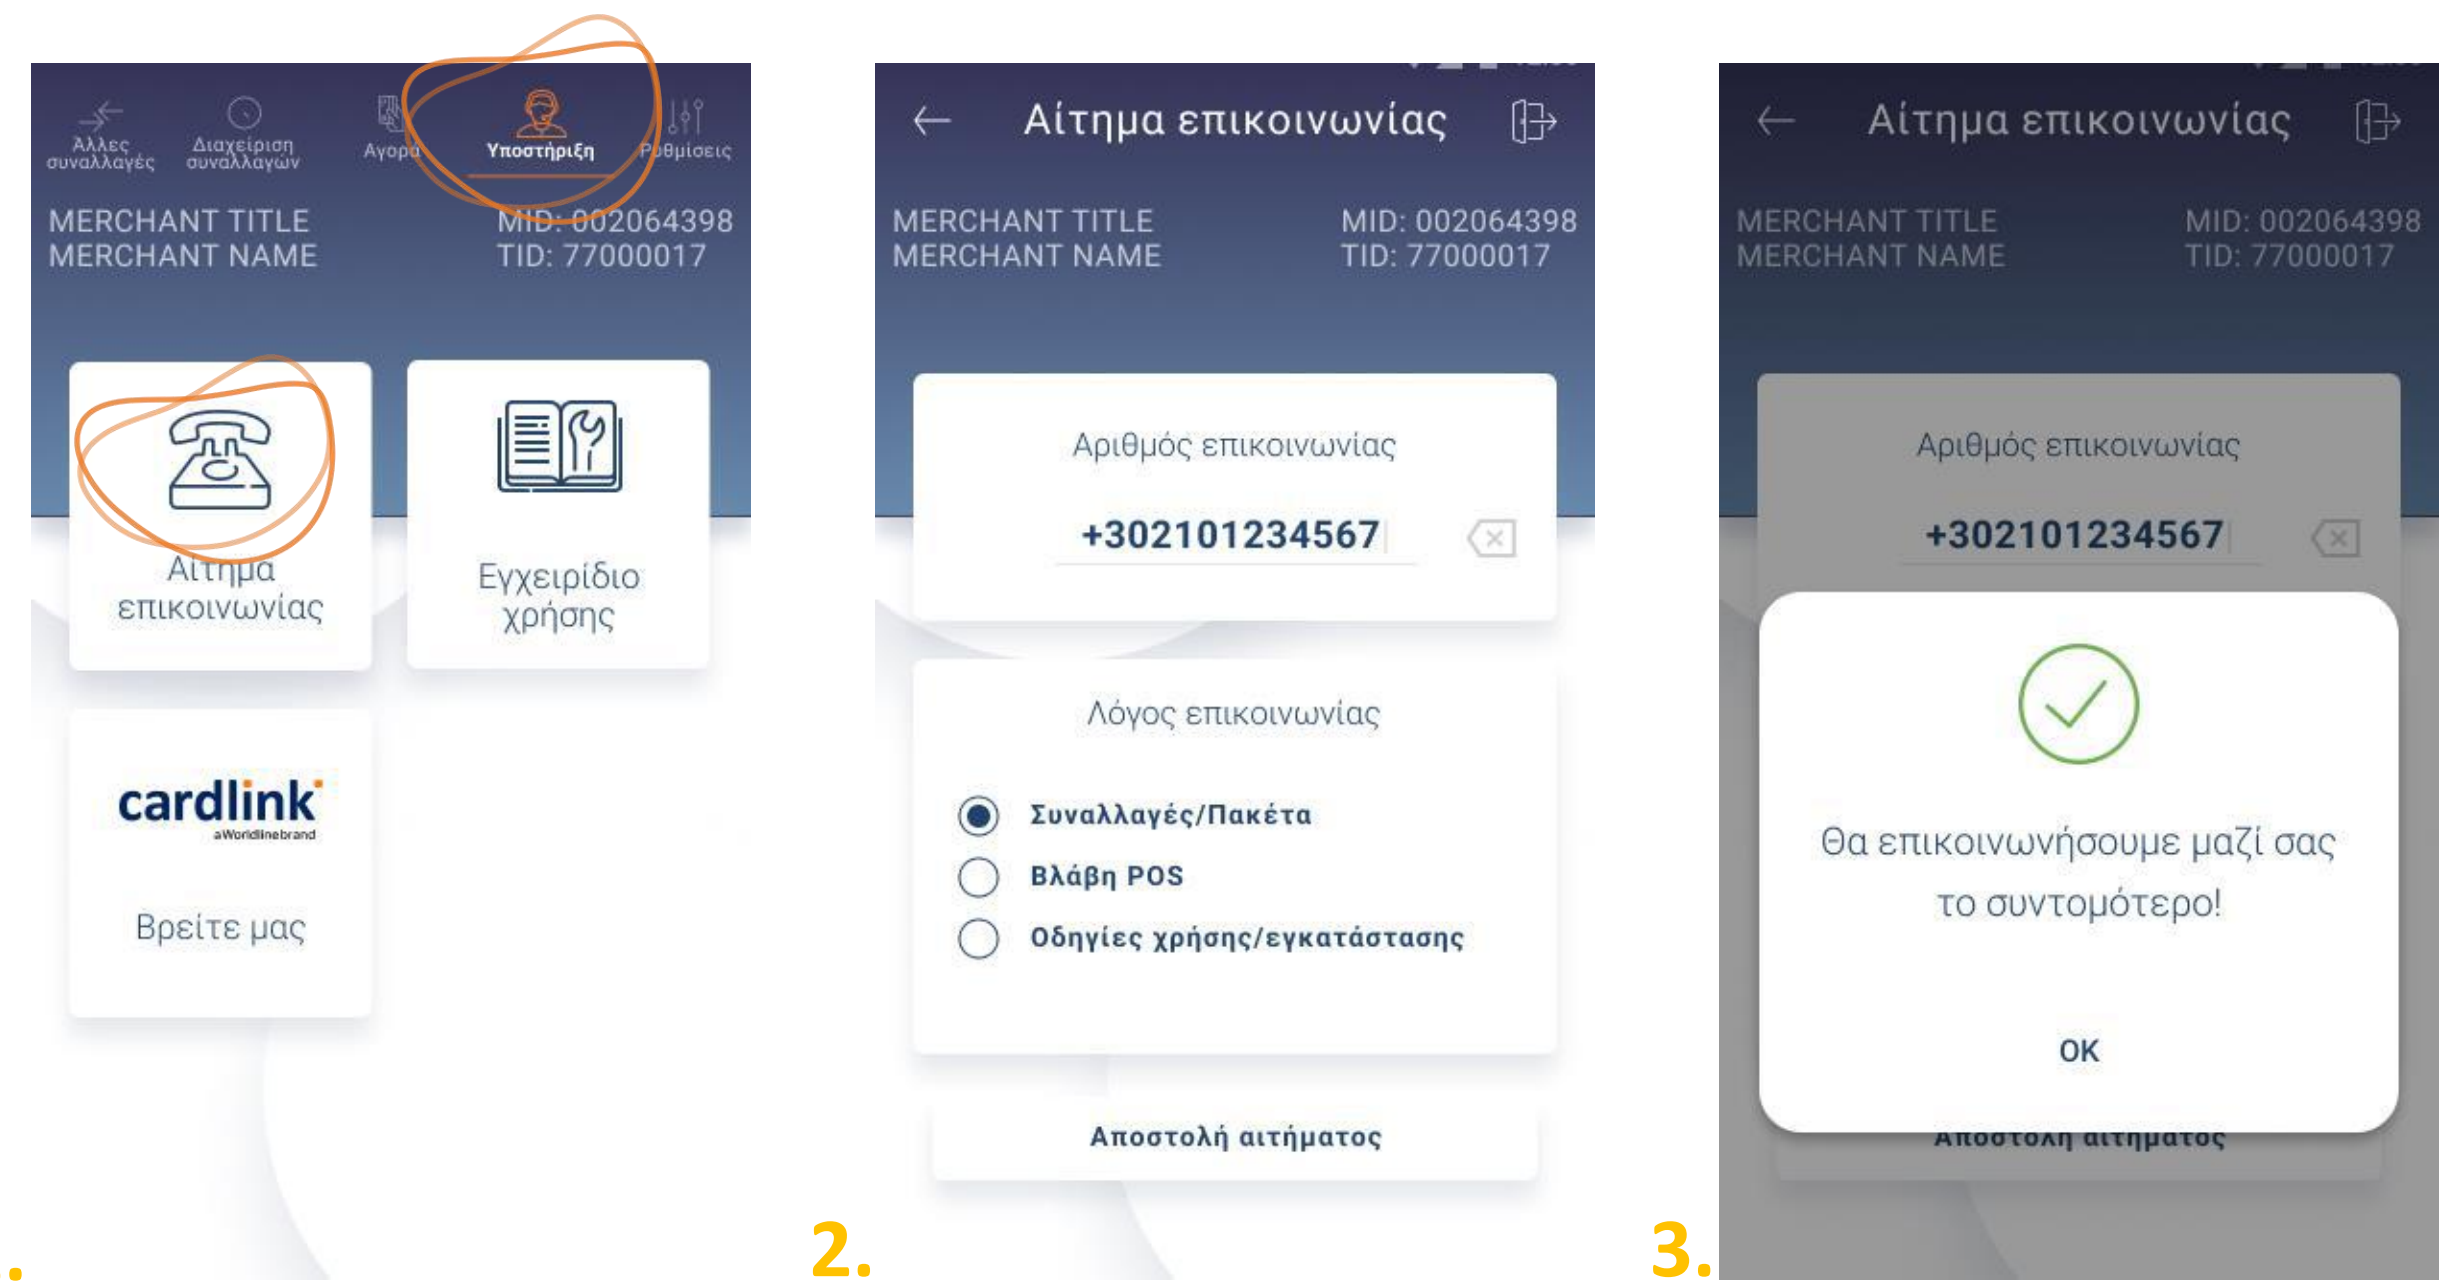 Άλλες
συναλλαγές
Διαχείριση
συναλλαγών
Αγορά
Υποστήριξη
Ρυθμίσεις
MERCHANT TITLE
MID: 002064398
MERCHANT NAME
TID: 77000017
Αίτημα
επικοινωνίας
Εγχειρίδιο
χρήσης
cardlink
aWorldlinebrand
Βρείτε μας
2.
Αίτημα επικοινωνίας
MERCHANT TITLE
MID: 002064398
MERCHANT NAME
TID: 77000017
Αριθμός επικοινωνίας
+302101234567
Λόγος επικοινωνίας
Συναλλαγές/Πακέτα
Βλάβη POS
Οδηγίες χρήσης/εγκατάστασης
Αποστολή αιτήματος
3.
Αίτημα επικοινωνίας
MERCHANT TITLE
MID: 002064398
MERCHANT NAME
TID: 77000017
Αριθμός επικοινωνίας
+302101234567
Θα επικοινωνήσουμε μαζί σας
το συντομότερο!
OK
Αποστολή αιτήματος